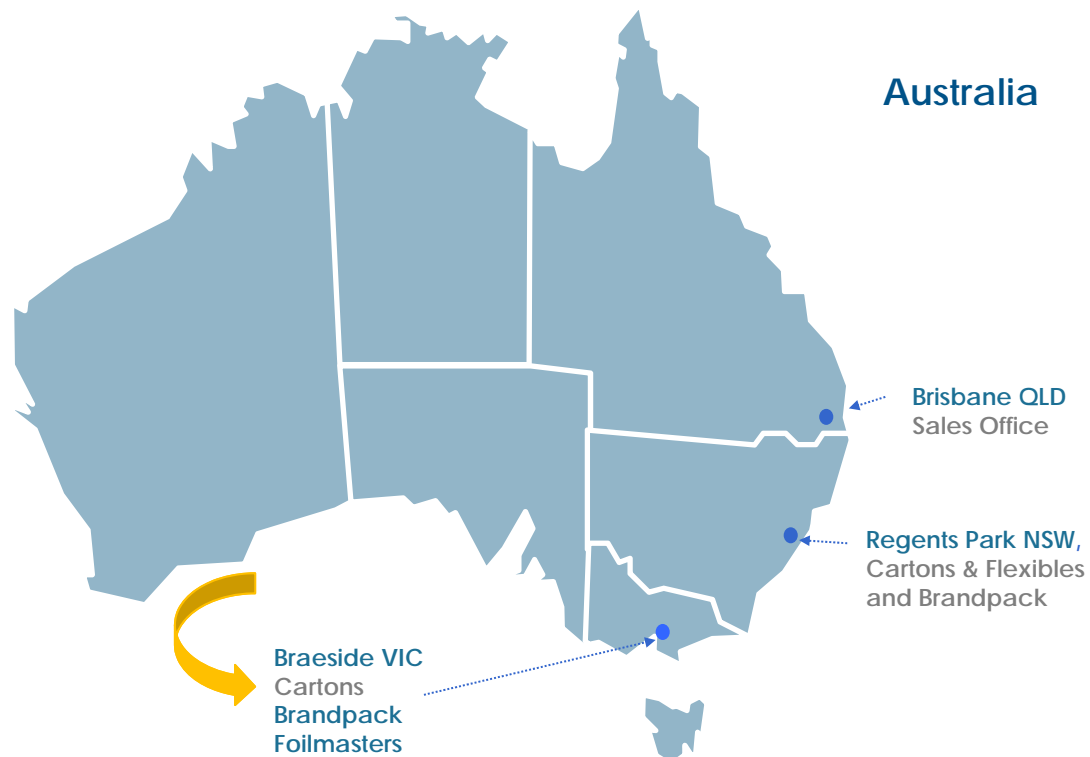 Australia
Brisbane QLD
Sales Office
Regents Park NSW,
Cartons & Flexibles
and Brandpack
Braeside VIC
Cartons
Brandpack
Foilmasters